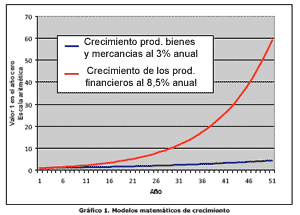 70
60
50
40
30
20
10
0
Valor 1 en el año cero
Escala aritmética
Crecimiento prod. bienes
y mercancias al 3% anual
Crecimiento de los prod.
financieros al 8,5% anual
1 6 11 16 21 26 31 36 41 46 51
Año
Gráfico 1. Modelos matemáticos de crecimiento